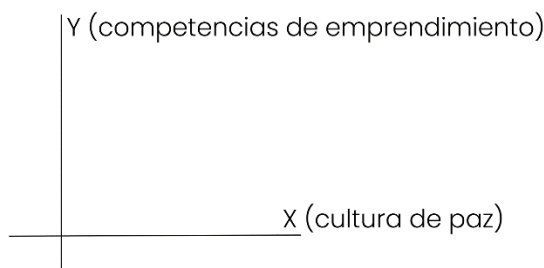 Y (competencias de emprendimiento)
X (cultura de paz)